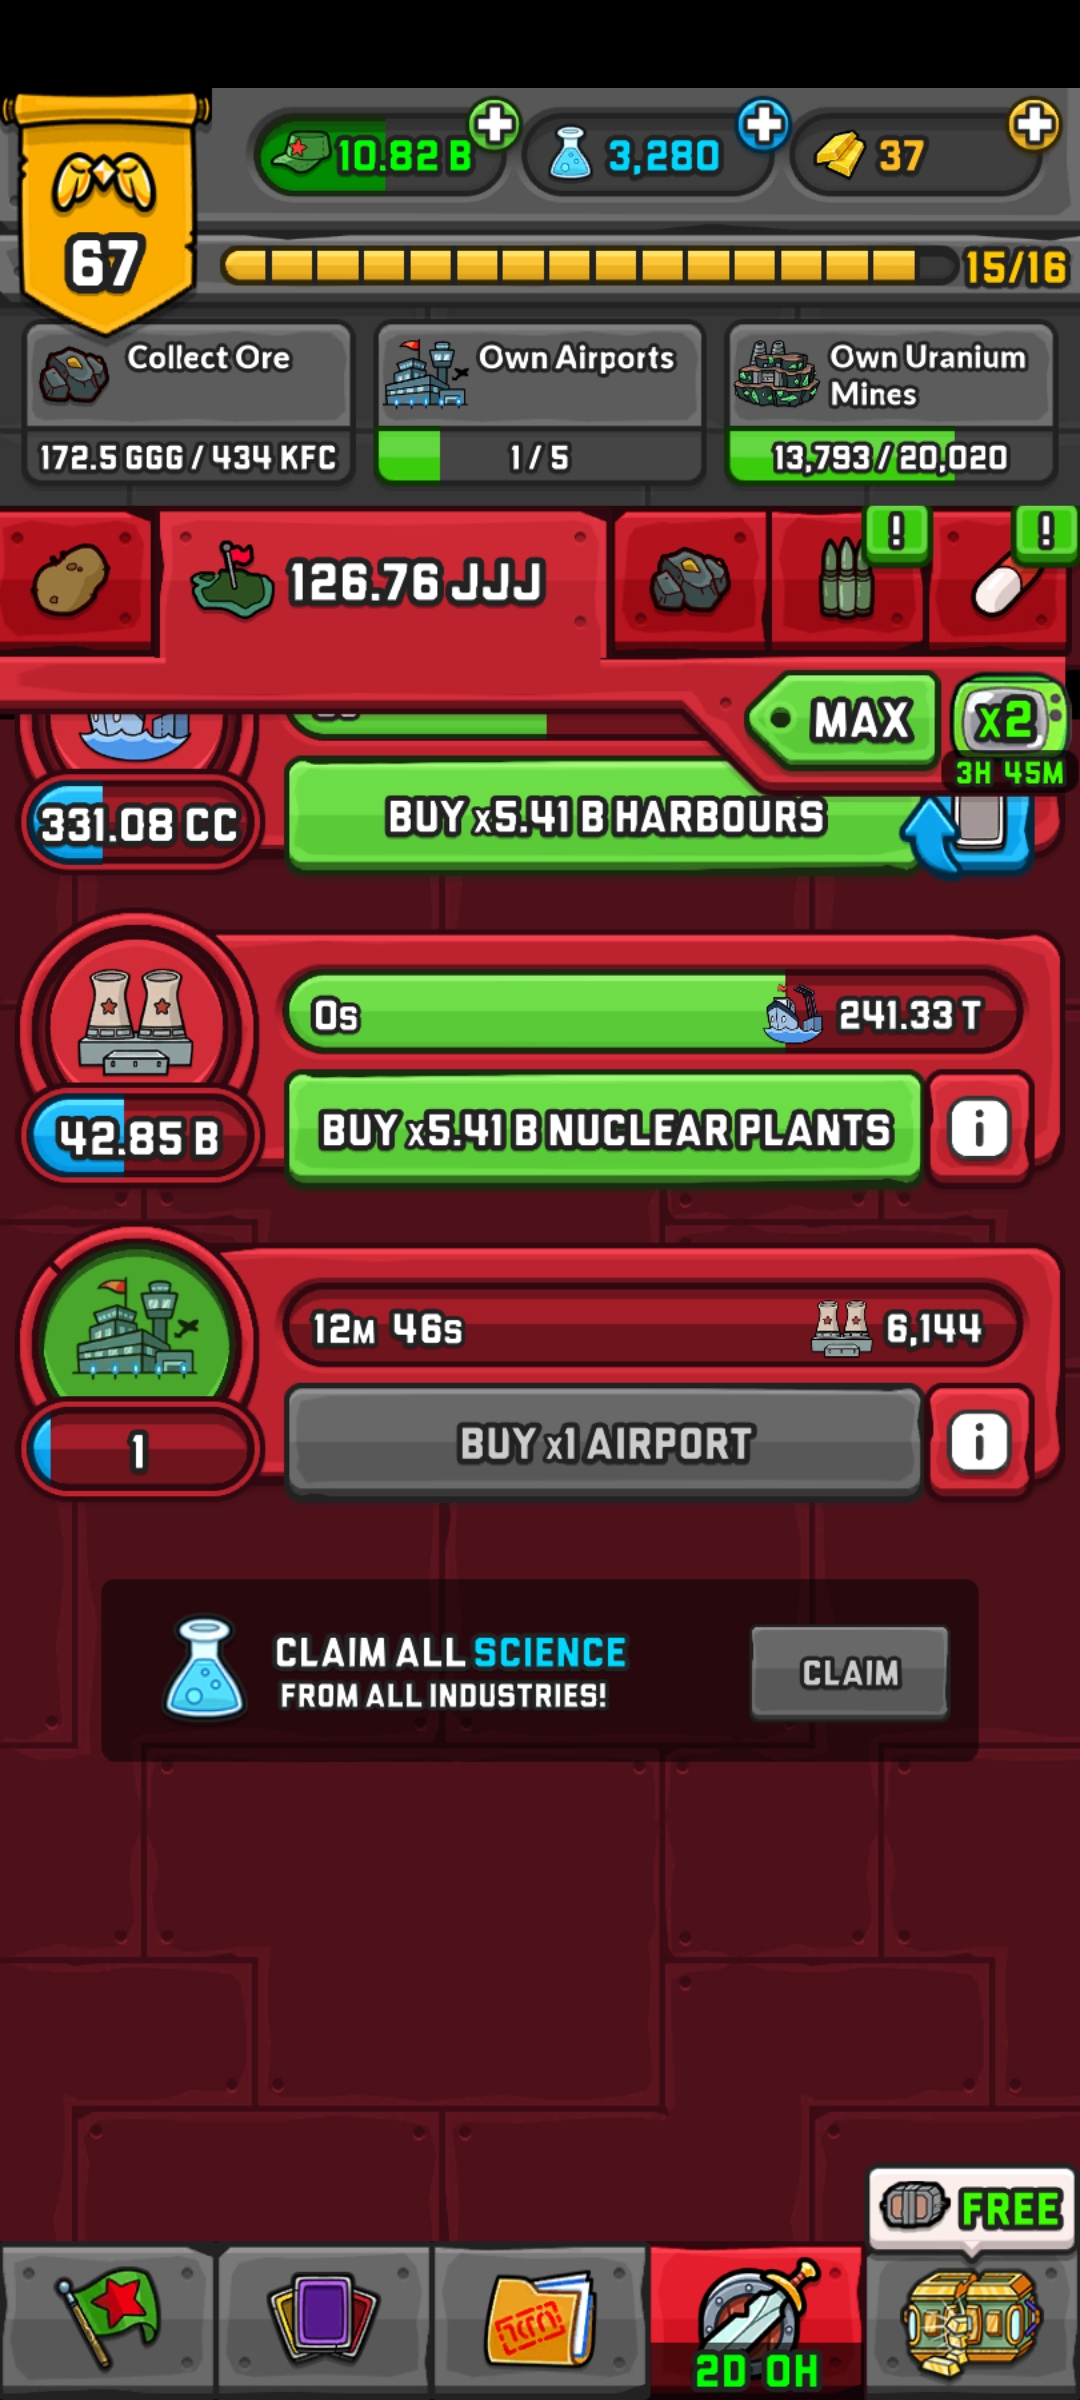 10.82 B
3,280
37
67
15/16
Collect Ore
172.5 GGG / 434 KFC
Own Airports
1 / 5
Own Uranium
Mines
13,793 / 20,020
126.76 JJJ
!
!
MAX
x2
3H 45M
331.08 CC
BUY x5.41 B HARBOURS
0s
241.33 T
42.85 B
BUY x5.41 B NUCLEAR PLANTS
i
12M 46s
6,144
1
BUY x1 AIRPORT
i
CLAIM ALL SCIENCE
FROM ALL INDUSTRIES!
CLAIM
FREE
2D 0H